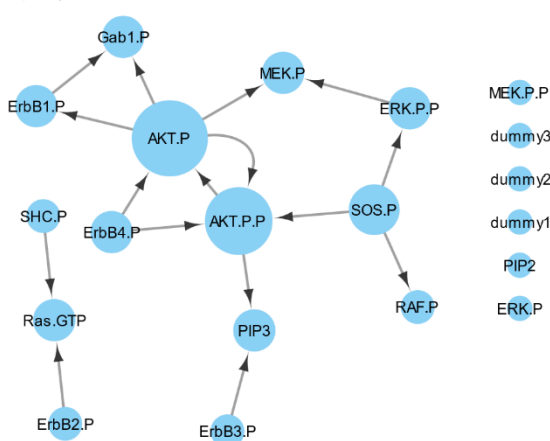 Gab1.P
MEK.P
ErbB1.P
ERK.P.P
MEK.P.P
AKT.P
dummy3
dummy2
SHC.P
ErbB4.P
AKT.P.P
SOS.P
dummy1
PIP2
Ras.GTP
PIP3
RAF.P
ERK.P
ErbB2.P
ErbB3.P